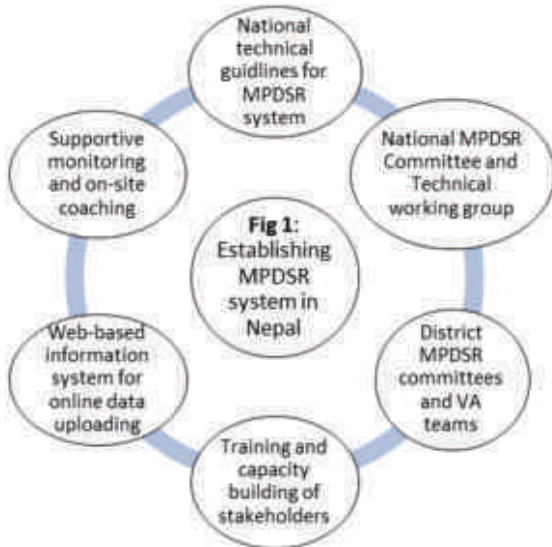 National
technical
guidlines for
MPDSR
system
National MPDSR
Committee and
Technical
working group
District
MPDSR
committees
and VA
teams
Training and
capacity
building of
stakeholders
Web-based
information
system for
online data
uploading
Supportive
monitoring
and on-site
coaching
Fig 1:
Establishing
MPDSR
system in
Nepal